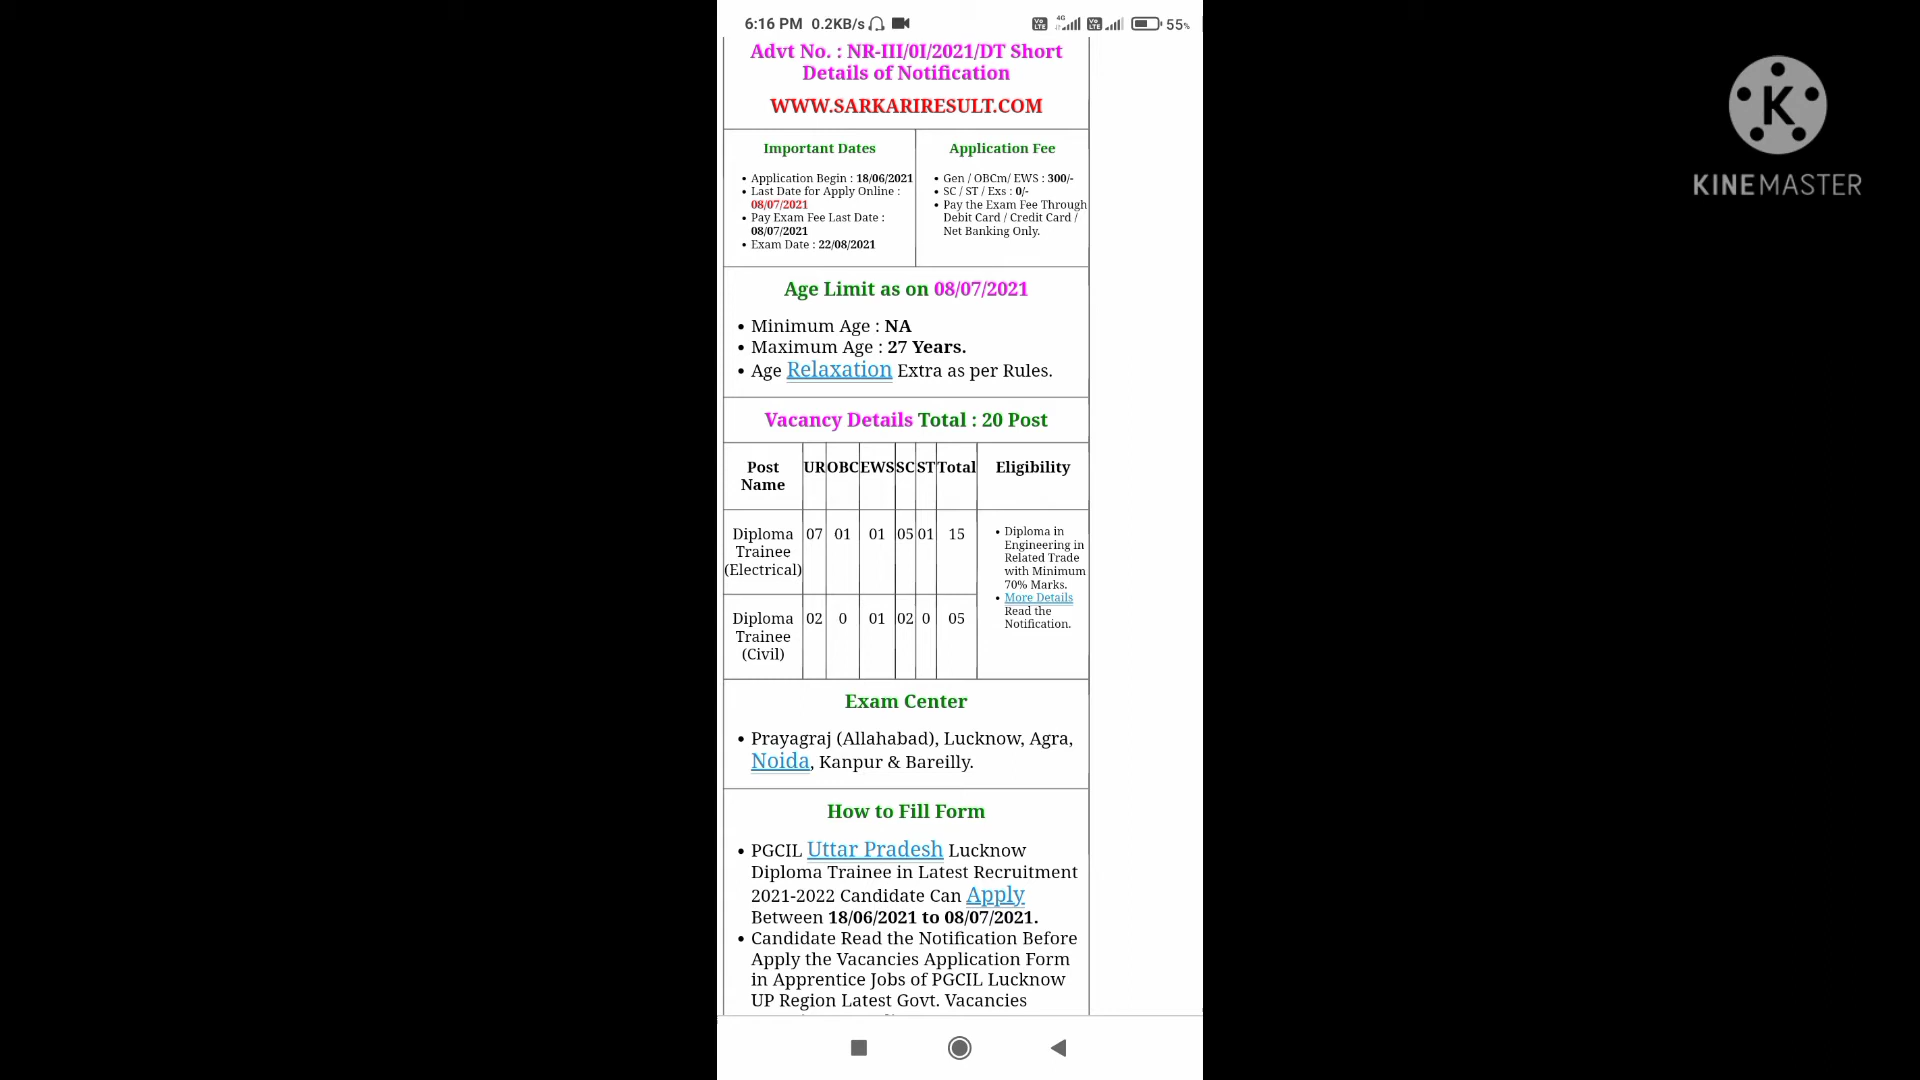 6:16 PM 0.2KB/s
Vo LTE 4G Vo LTE 55%
Advt No. : NR-III/0I/2021/DT Short
Details of Notification
WWW.SARKARIRESULT.COM
KINEMASTER
Important Dates
• Application Begin : 18/06/2021
• Last Date for Apply Online :
08/07/2021
• Pay Exam Fee Last Date :
08/07/2021
• Exam Date : 22/08/2021
Application Fee
• Gen / OBCm/ EWS : 300/-
• SC / ST / Exs : 0/-
• Pay the Exam Fee Through
Debit Card / Credit Card /
Net Banking Only.
Age Limit as on 08/07/2021
• Minimum Age : NA
• Maximum Age : 27 Years.
• Age Relaxation Extra as per Rules.
Vacancy Details Total : 20 Post
Post Name UR OBC EWS SC ST Total Eligibility
Diploma Trainee (Electrical) 07 01 01 05 01 15
Diploma Trainee (Civil) 02 0 01 02 0 05
• Diploma in
Engineering in
Related Trade
with Minimum
70% Marks.
• More Details
Read the
Notification.
Exam Center
• Prayagraj (Allahabad), Lucknow, Agra,
Noida, Kanpur & Bareilly.
How to Fill Form
• PGCIL Uttar Pradesh Lucknow
Diploma Trainee in Latest Recruitment
2021-2022 Candidate Can Apply
Between 18/06/2021 to 08/07/2021.
• Candidate Read the Notification Before
Apply the Vacancies Application Form
in Apprentice Jobs of PGCIL Lucknow
UP Region Latest Govt. Vacancies